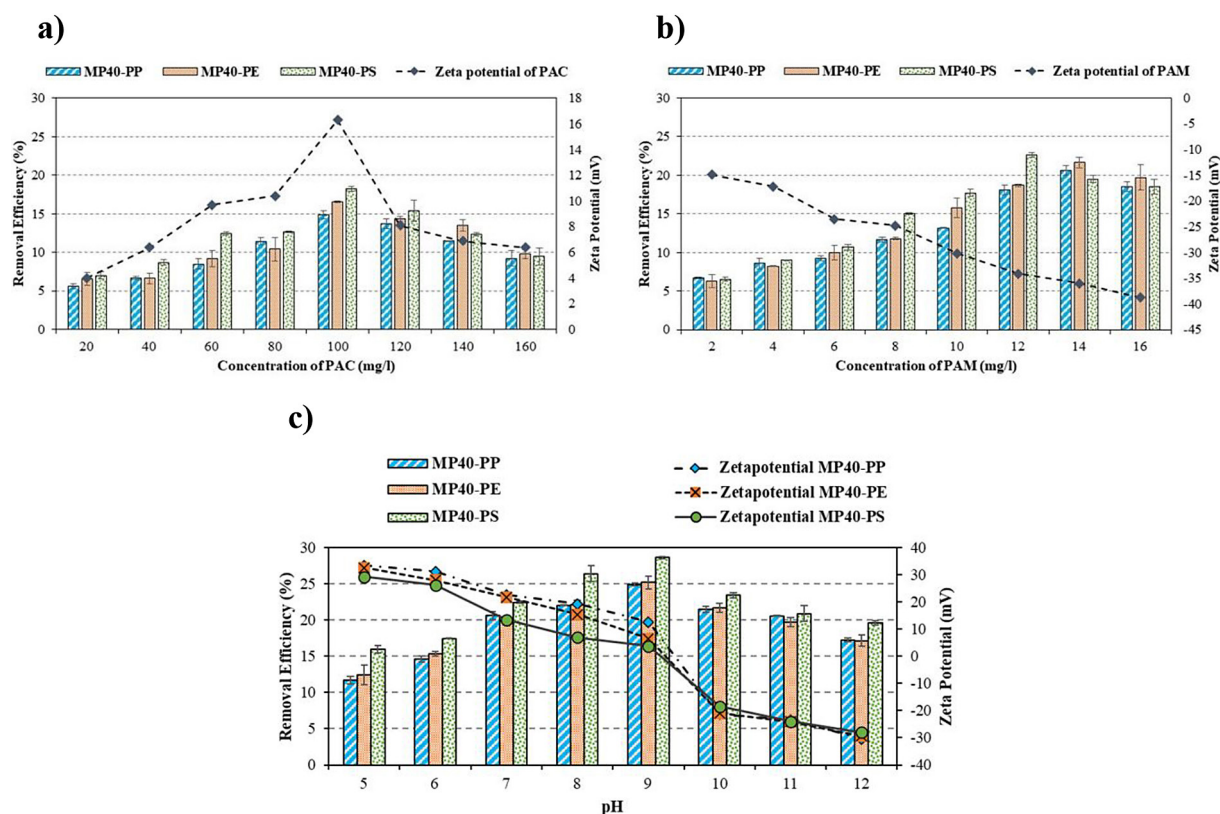 a)
MP40-PP MP40-PE MP40-PS Zeta potential of PAC
Removal Efficiency (%)
30
25
20
15
10
5
0
20 40 60 80 100 120 140 160
Concentration of PAC (mg/l)
18
16
14
12
10
8
6
4
2
0
Zeta Potential (mV)
b)
MP40-PP MP40-PE MP40-PS Zeta potential of PAM
Removal Efficiency (%)
30
25
20
15
10
5
0
2 4 6 8 10 12 14 16
Concentration of PAM (mg/l)
0
-5
-10
-15
-20
-25
-30
-35
-40
-45
Zeta Potential (mV)
c)
MP40-PP Zetapotential MP40-PP
MP40-PE Zetapotential MP40-PE
MP40-PS Zetapotential MP40-PS
Removal Efficiency (%)
30
25
20
15
10
5
0
5 6 7 8 9 10 11 12
pH
40
30
20
10
0
-10
-20
-30
-40
Zeta Potential (mV)